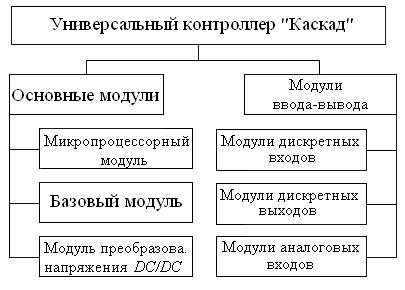 Универсальный контроллер "Каскад"
Основные модули
Микропроцессорный
модуль
Базовый модуль
Модуль преобразова.
напряжения DC/DC
Модули
ввода-вывода
Модули дискретных
входов
Модули дискретных
выходов
Модули аналоговых
входов